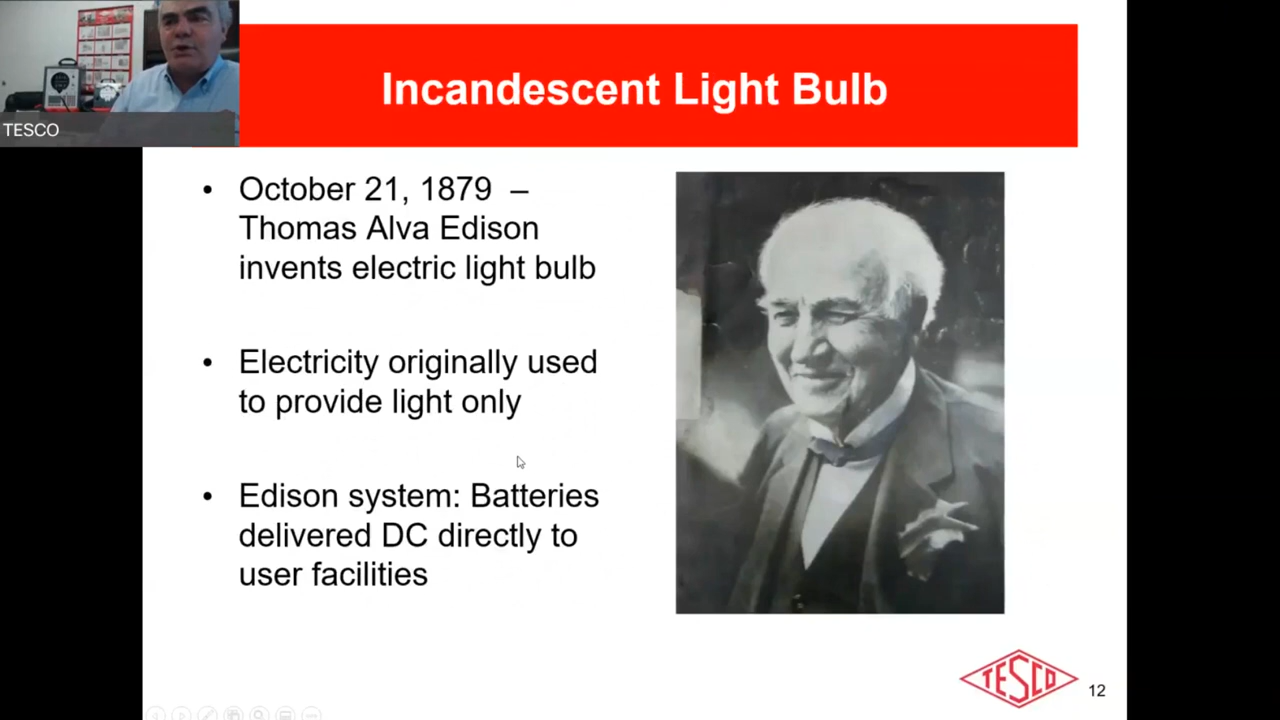 TESCO
Incandescent Light Bulb
• October 21, 1879 –
Thomas Alva Edison
invents electric light bulb
• Electricity originally used
to provide light only
• Edison system: Batteries
delivered DC directly to
user facilities
TESCO
12